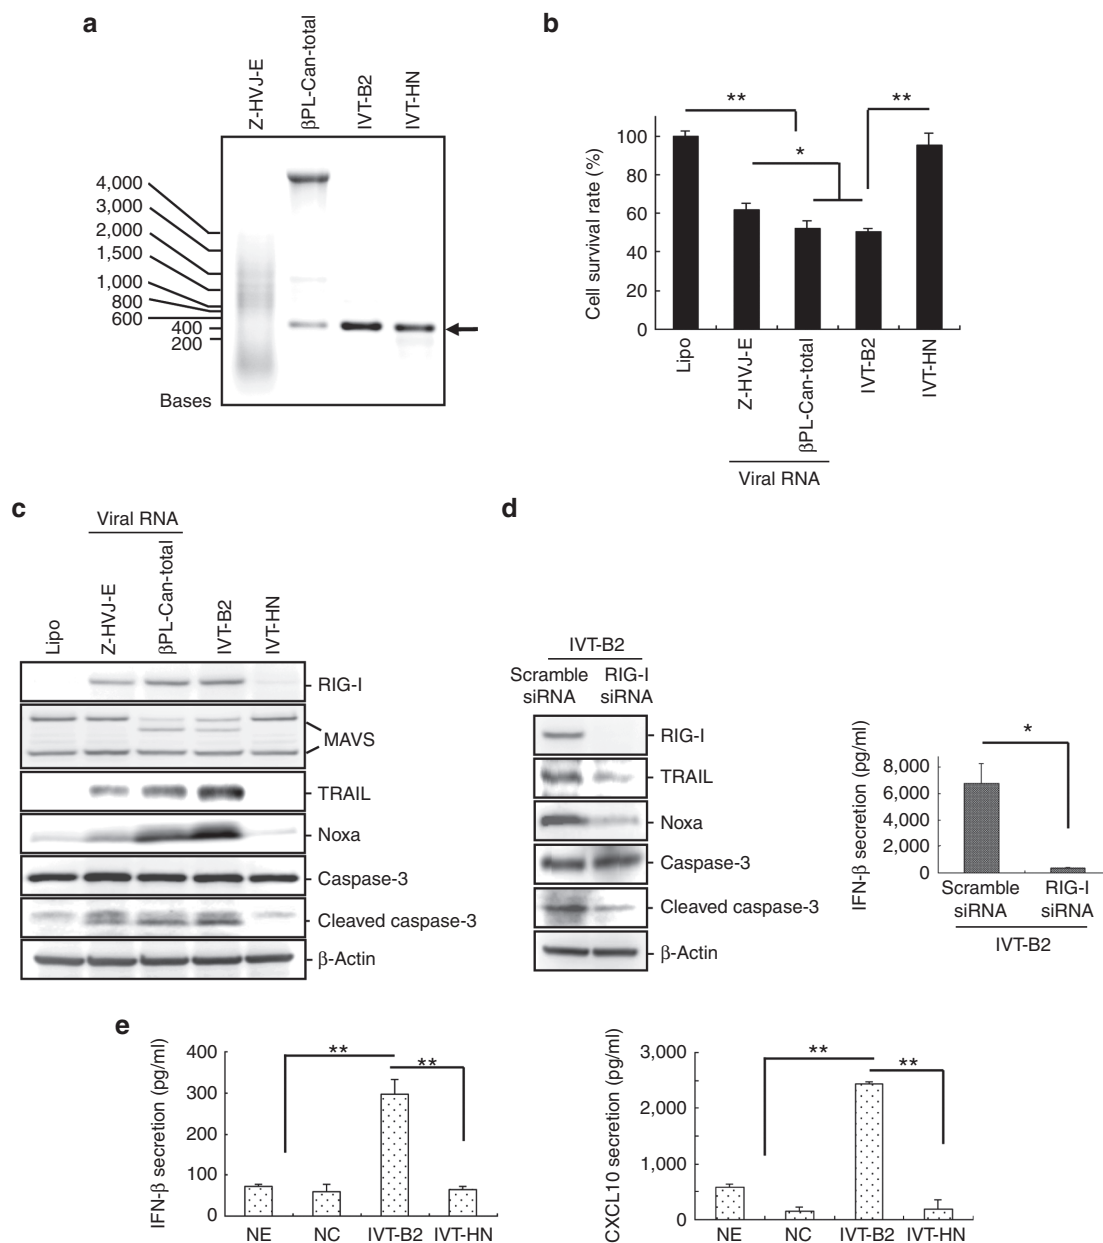 a
Z-HVJ-E
βPL-Can-total
IVT-B2
IVT-HN
4,000
3,000
2,000
1,500
1,000
800
600
400
200
Bases
b
**
**
*
Cell survival rate (%)
100
80
60
40
20
0
Lipo
Z-HVJ-E
βPL-Can-total
IVT-B2
IVT-HN
Viral RNA
c
Viral RNA
Lipo
Z-HVJ-E
βPL-Can-total
IVT-B2
IVT-HN
RIG-I
MAVS
TRAIL
Noxa
Caspase-3
Cleaved caspase-3
β-Actin
d
IVT-B2
Scramble siRNA
RIG-I siRNA
RIG-I
TRAIL
Noxa
Caspase-3
Cleaved caspase-3
β-Actin
*
IFN-β secretion (pg/ml)
8,000
6,000
4,000
2,000
0
Scramble siRNA
RIG-I siRNA
IVT-B2
e
**
**
IFN-β secretion (pg/ml)
400
300
200
100
0
NE
NC
IVT-B2
IVT-HN
**
**
CXCL10 secretion (pg/ml)
3,000
2,000
1,000
0
NE
NC
IVT-B2
IVT-HN